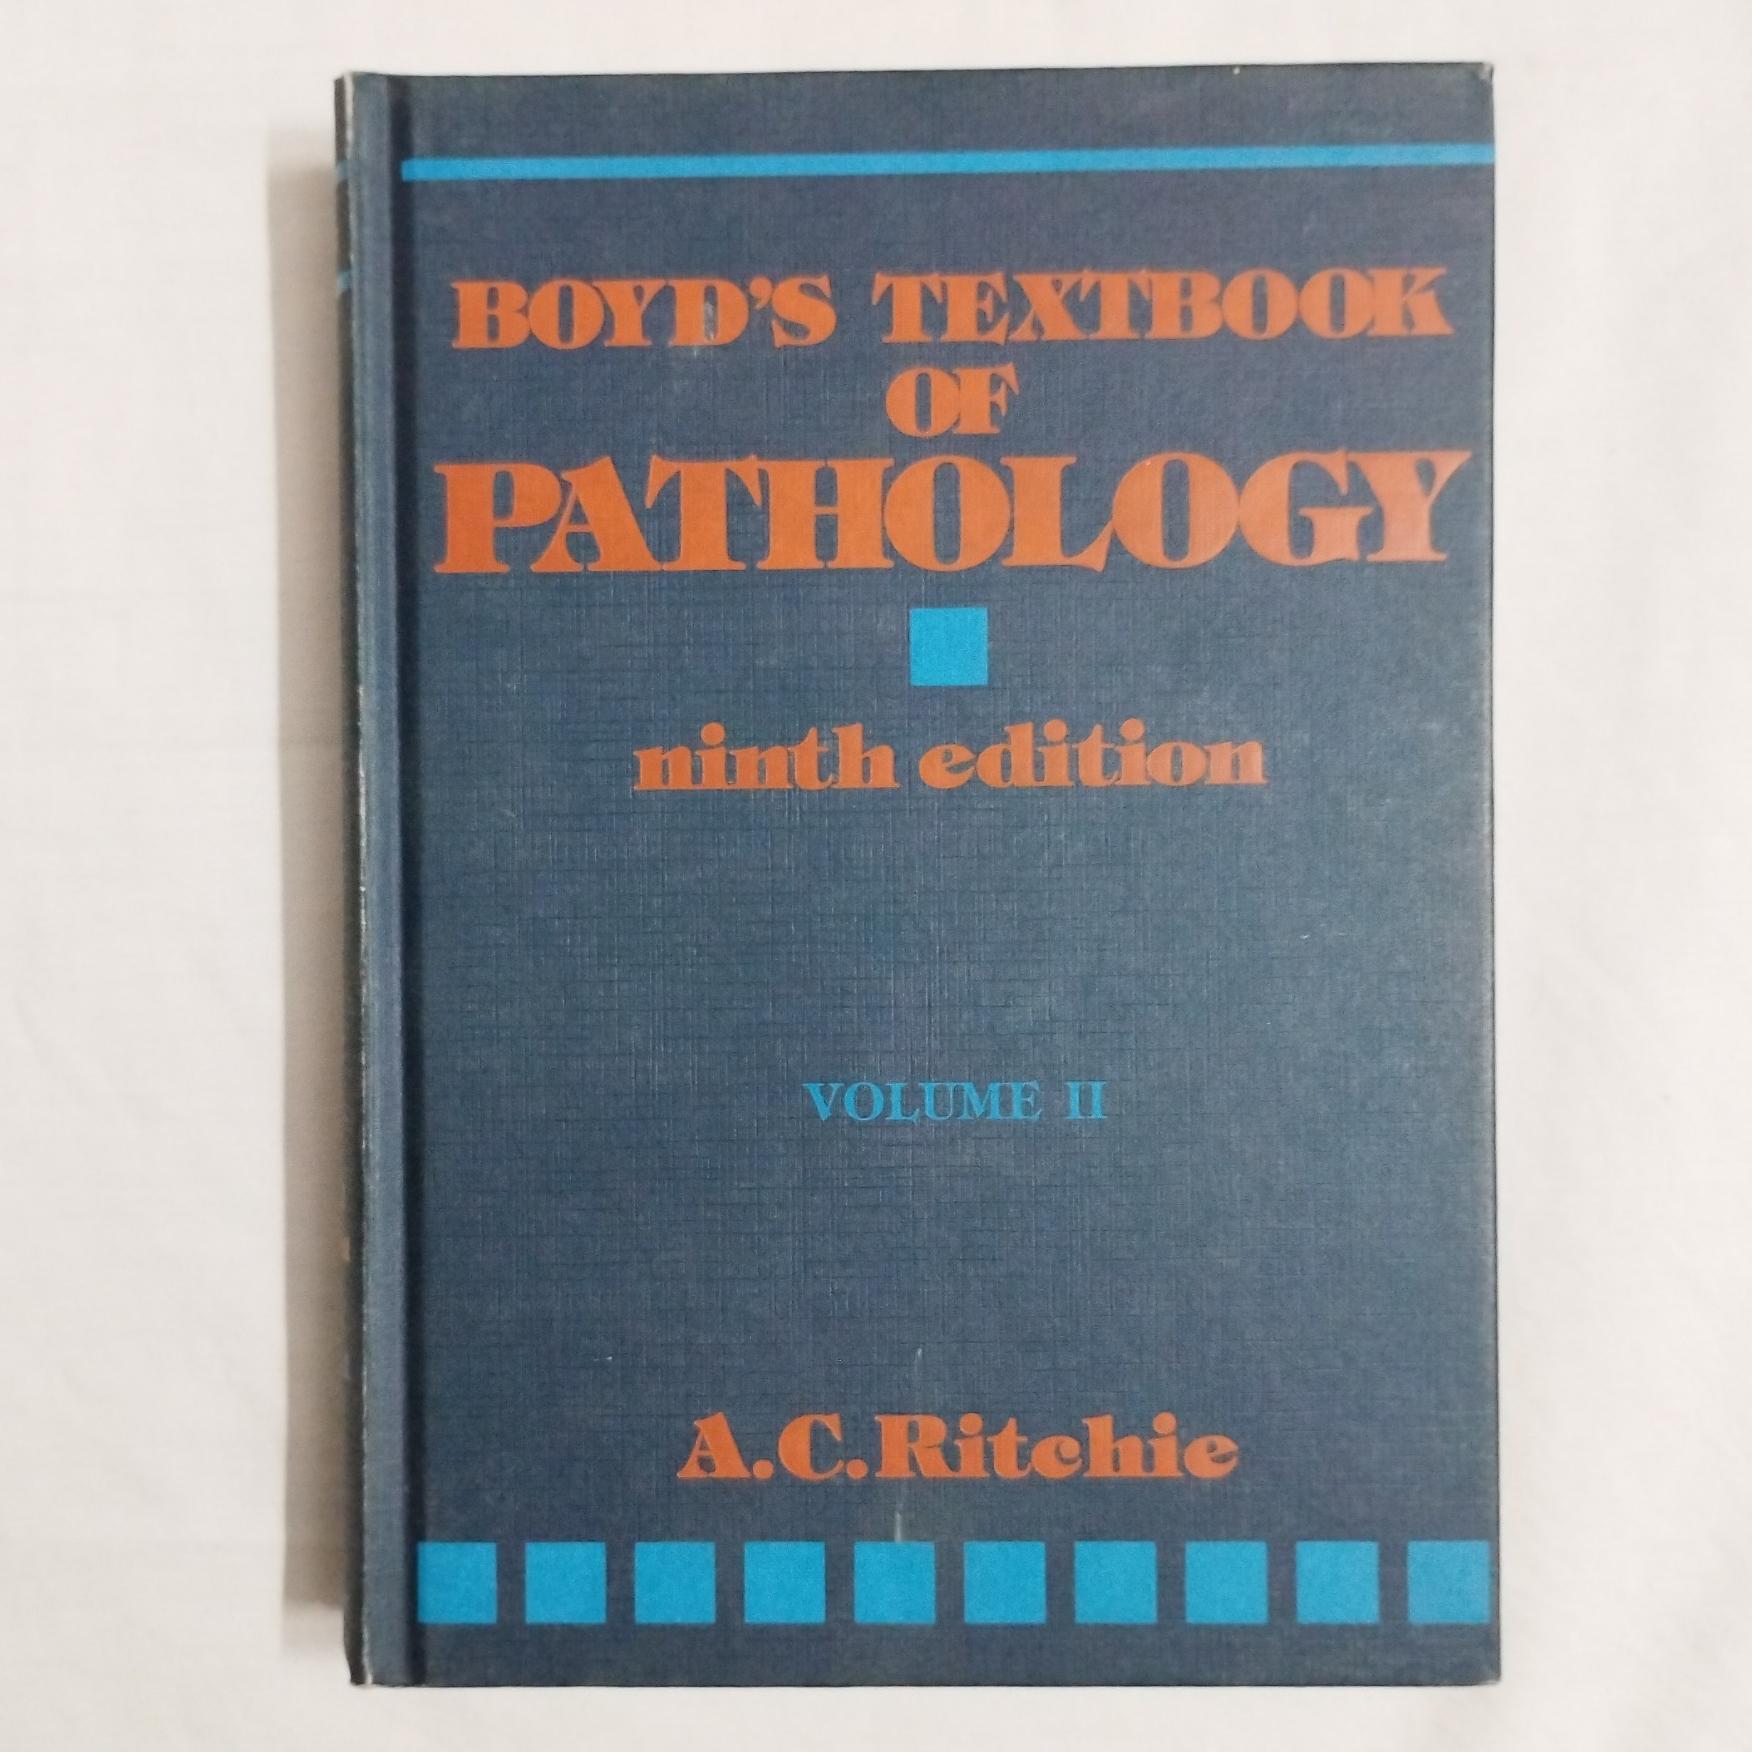 BOYD'S TEXTBOOK
OF
PATHOLOGY
ninth edition
VOLUME II
A.C.Ritchie